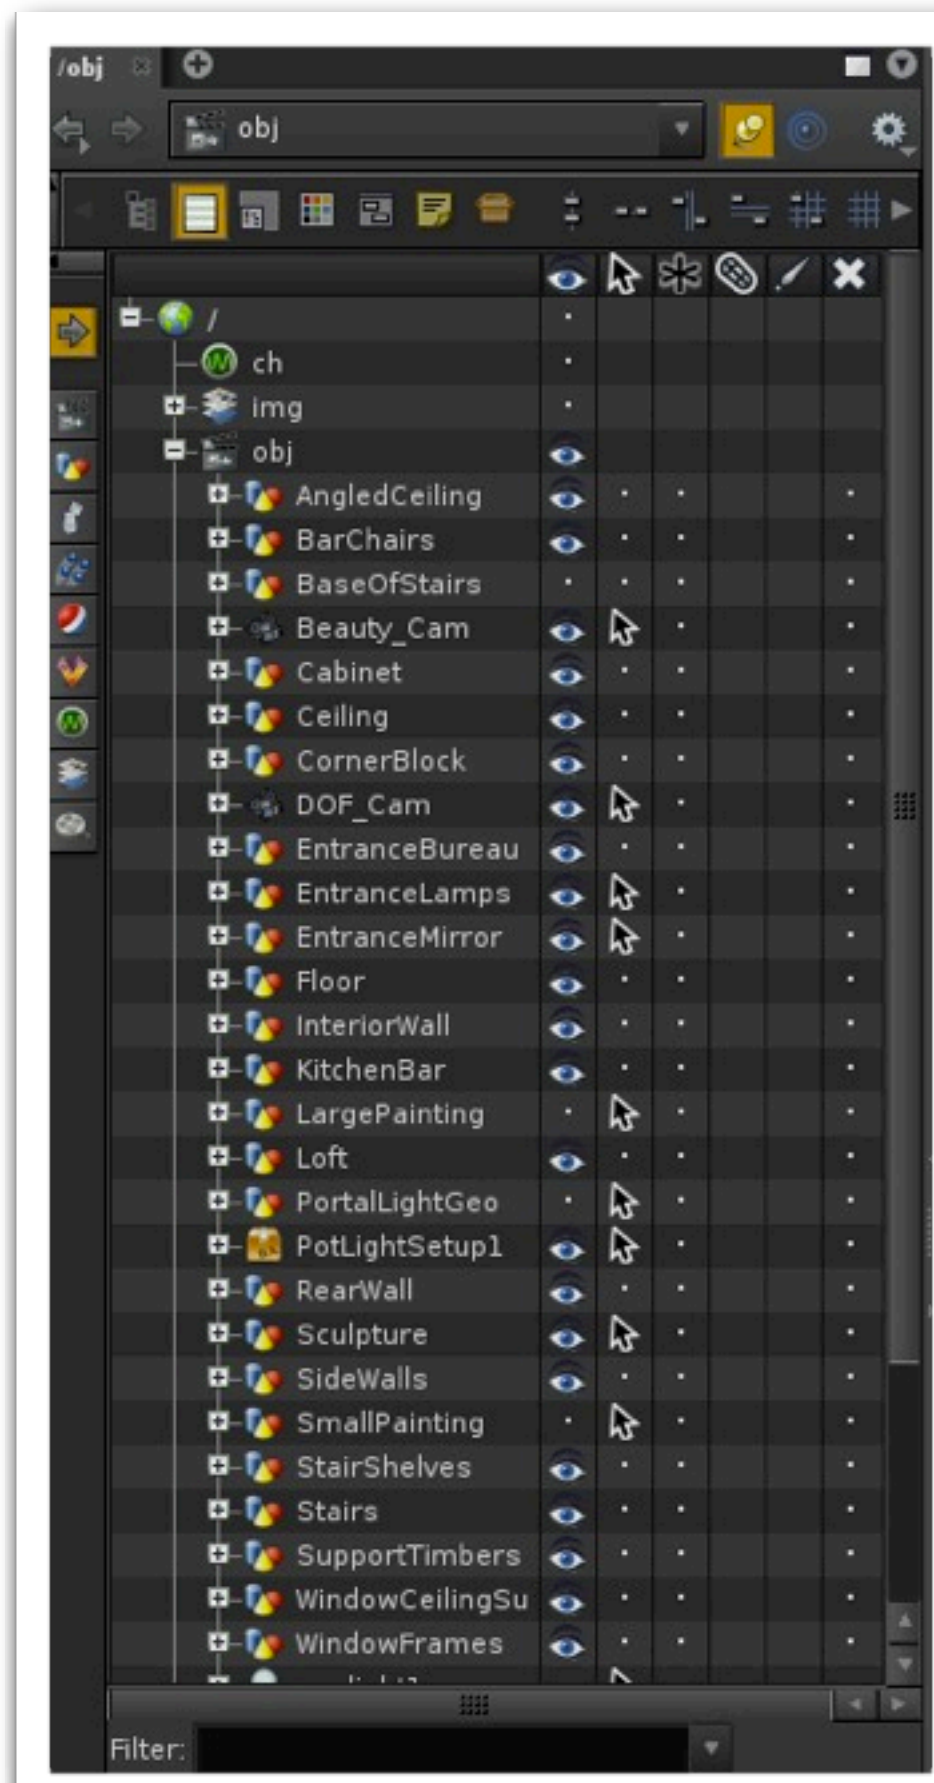 /obj
obj
/
ch
img
obj
AngledCeiling
BarChairs
BaseOfStairs
Beauty_Cam
Cabinet
Ceiling
CornerBlock
DOF_Cam
EntranceBureau
EntranceLamps
EntranceMirror
Floor
InteriorWall
KitchenBar
LargePainting
Loft
PortalLightGeo
PotLightSetup1
RearWall
Sculpture
SideWalls
SmallPainting
StairShelves
Stairs
SupportTimbers
WindowCeilingSu
WindowFrames
Filter: